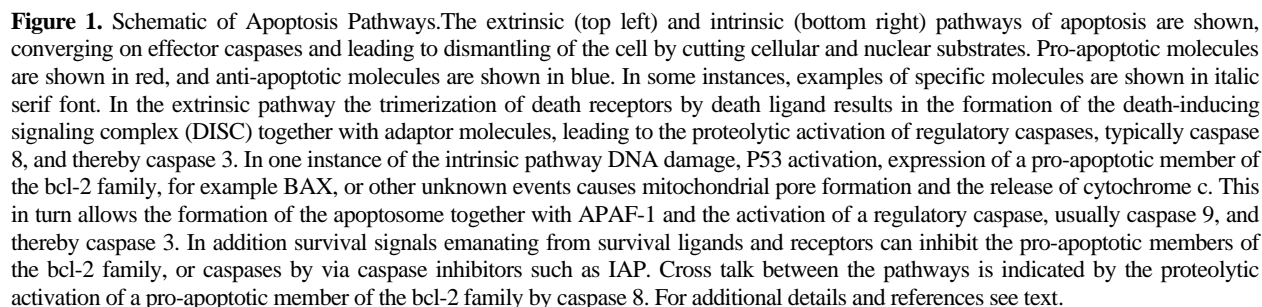 Figure 1. Schematic of Apoptosis Pathways.The extrinsic (top left) and intrinsic (bottom right) pathways of apoptosis are shown,
converging on effector caspases and leading to dismantling of the cell by cutting cellular and nuclear substrates. Pro-apoptotic molecules
are shown in red, and anti-apoptotic molecules are shown in blue. In some instances, examples of specific molecules are shown in italic
serif font. In the extrinsic pathway the trimerization of death receptors by death ligand results in the formation of the death-inducing
signaling complex (DISC) together with adaptor molecules, leading to the proteolytic activation of regulatory caspases, typically caspase
8, and thereby caspase 3. In one instance of the intrinsic pathway DNA damage, P53 activation, expression of a pro-apoptotic member of
the bcl-2 family, for example BAX, or other unknown events causes mitochondrial pore formation and the release of cytochrome c. This
in turn allows the formation of the apoptosome together with APAF-1 and the activation of a regulatory caspase, usually caspase 9, and
thereby caspase 3. In addition survival signals emanating from survival ligands and receptors can inhibit the pro-apoptotic members of
the bcl-2 family, or caspases by via caspase inhibitors such as IAP. Cross talk between the pathways is indicated by the proteolytic
activation of a pro-apoptotic member of the bcl-2 family by caspase 8. For additional details and references see text.